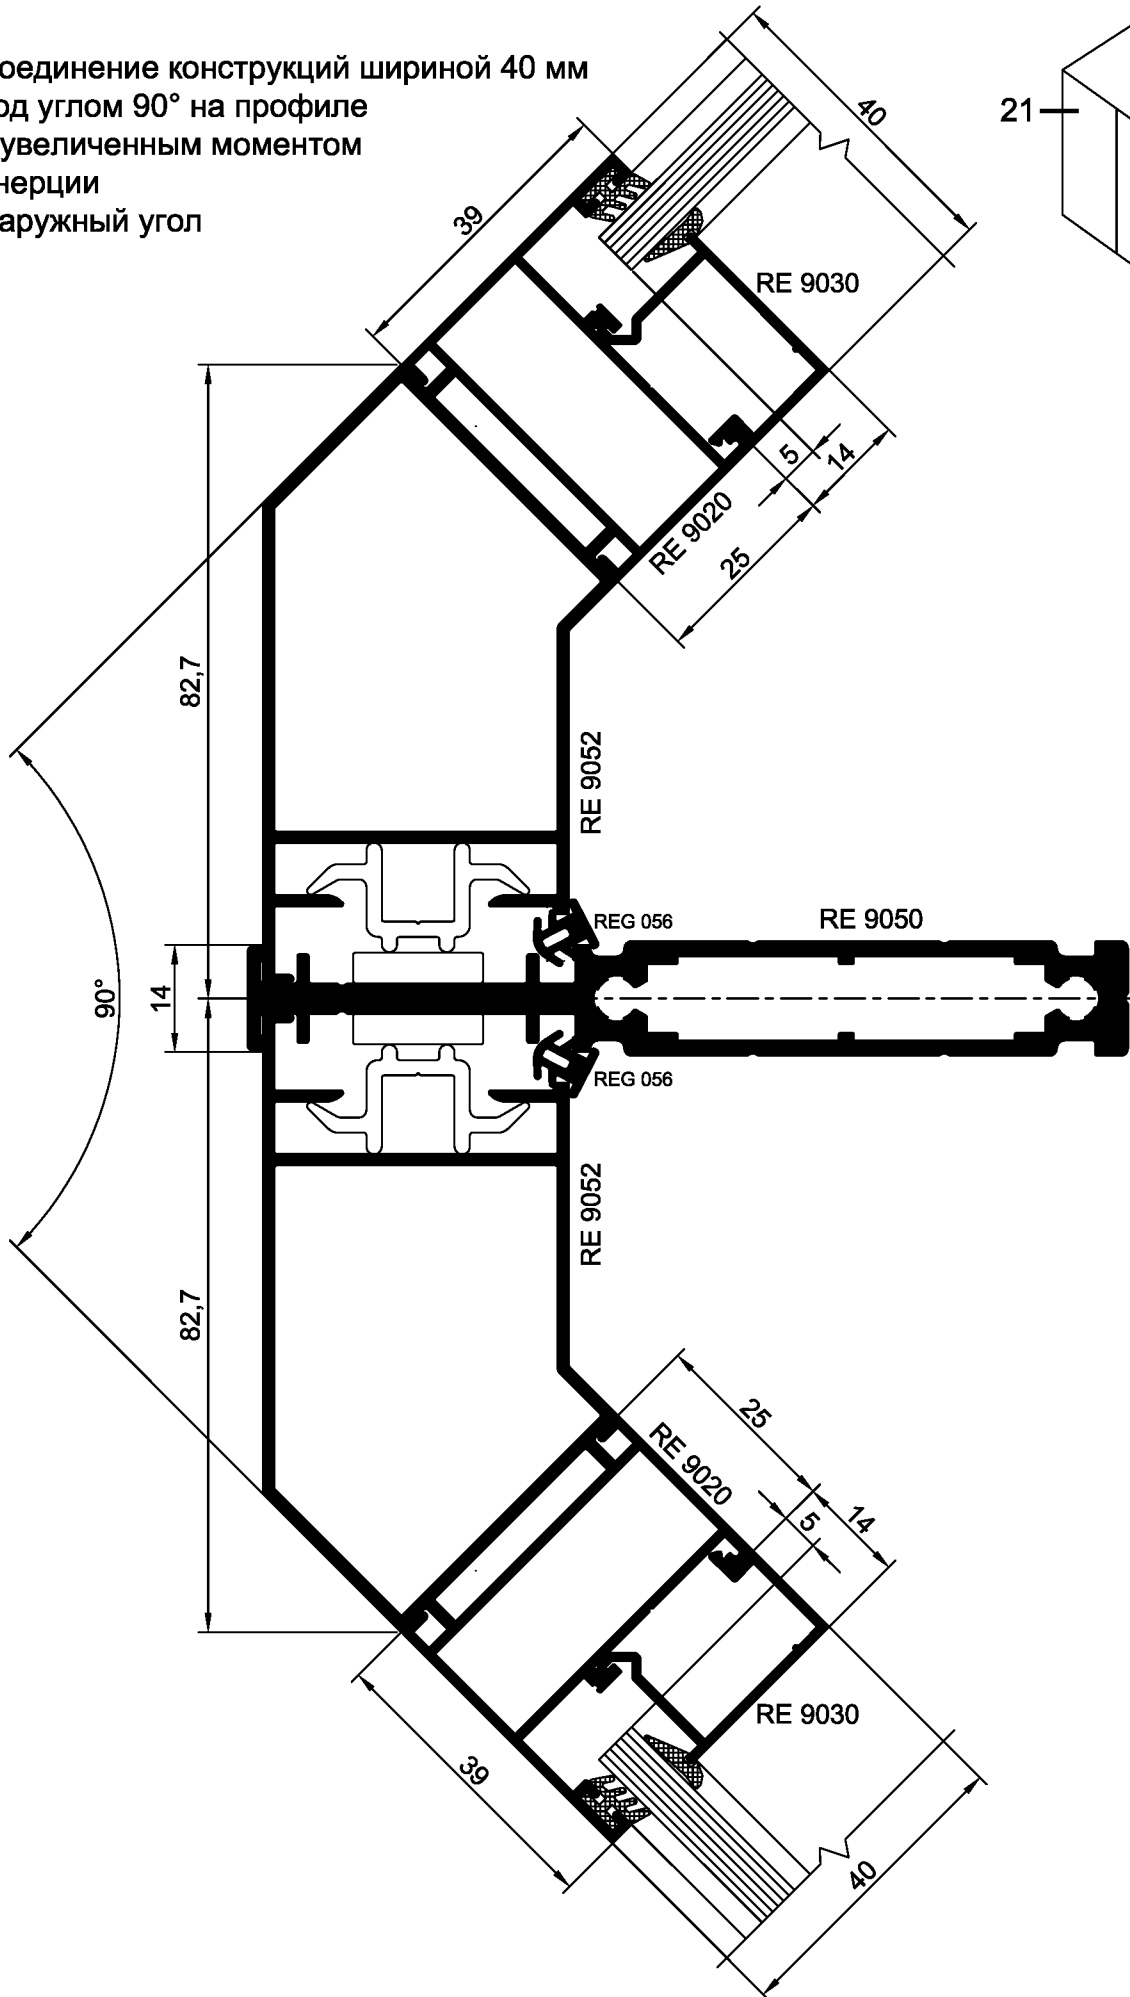 оединение конструкций шириной 40 мм
од углом 90° на профиле
увеличенным моментом
нерции
аружный угол
21
40
39
RE 9030
5
14
RE 9020
25
82,7
RE 9052
REG 056
RE 9050
90°
14
REG 056
RE 9052
82,7
25
RE 9020
5
14
RE 9030
39
40